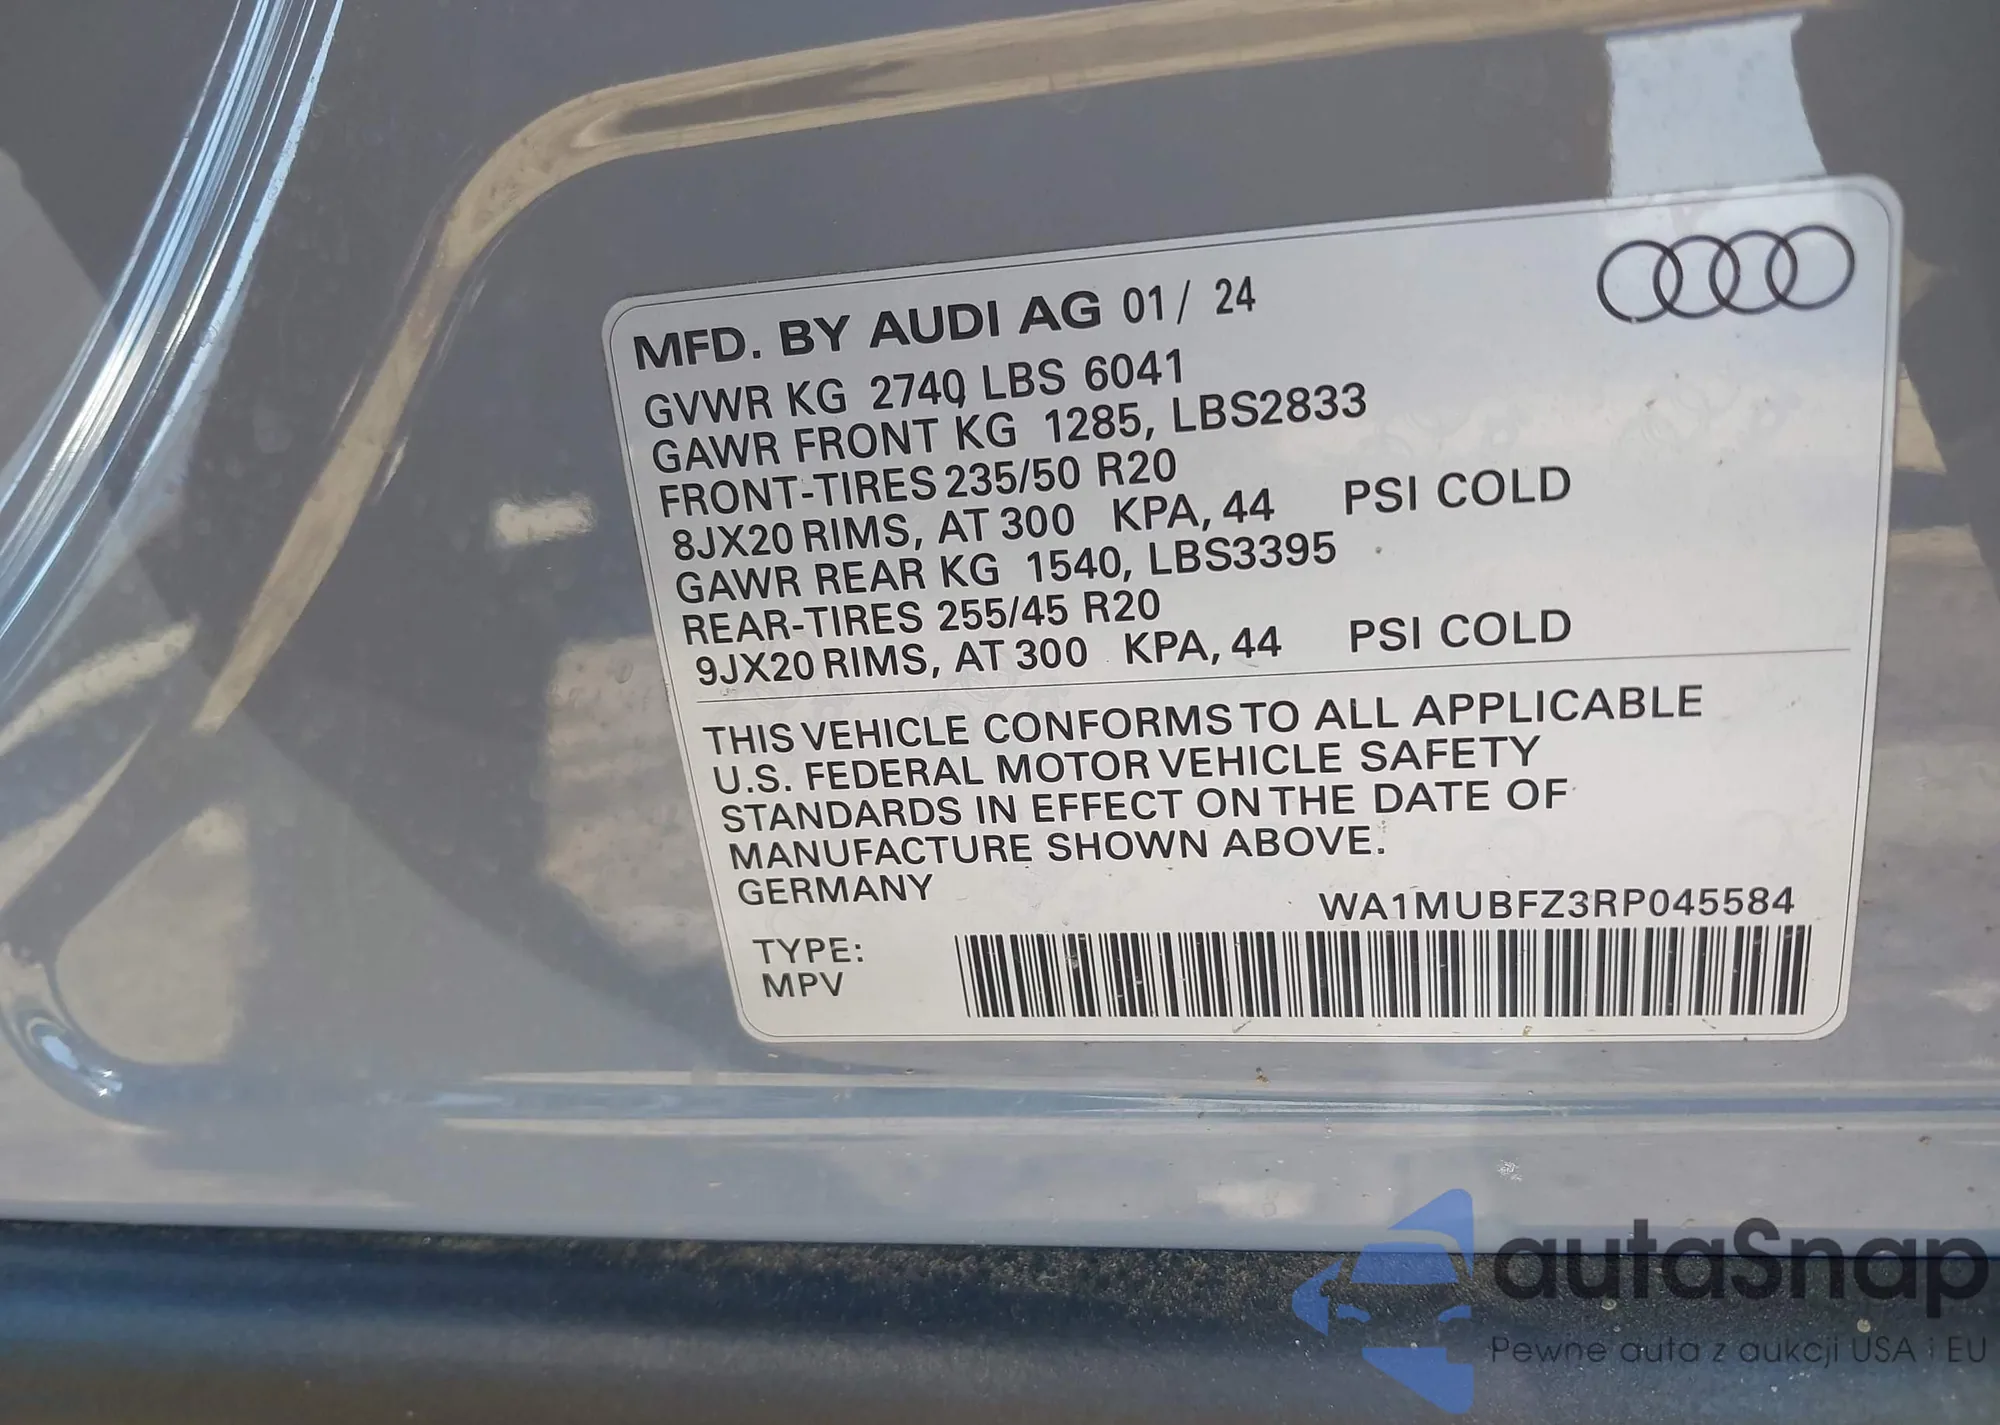 MFD. BY AUDI AG 01/ 24
GVWR KG 2740 LBS 6041
GAWR FRONT KG 1285, LBS2833
FRONT-TIRES 235/50 R20
8JX20 RIMS, AT 300 KPA, 44 PSI COLD
GAWR REAR KG 1540, LBS3395
REAR-TIRES 255/45 R20
9JX20 RIMS, AT 300 KPA, 44 PSI COLD
THIS VEHICLE CONFORMS TO ALL APPLICABLE
U.S. FEDERAL MOTOR VEHICLE SAFETY
STANDARDS IN EFFECT ON THE DATE OF
MANUFACTURE SHOWN ABOVE.
GERMANY
WA1MUBFZ3RP045584
TYPE:
MPV
autaSnap
Pewne auta z aukcji USA i EU